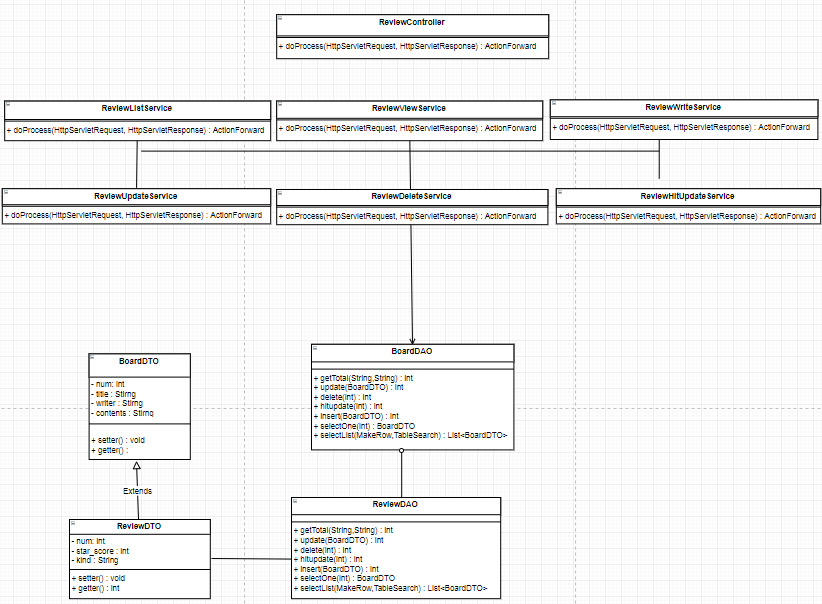 ReviewController
+ doProcess(HttpServletRequest, HttpServletResponse) : ActionForward
ReviewListService
+ doProcess(HttpServletRequest, HttpServletResponse) : ActionForward
ReviewViewService
+ doProcess(HttpServletRequest, HttpServletResponse) : ActionForward
ReviewWriteService
+ doProcess(HttpServletRequest, HttpServletResponse) : ActionForward
ReviewUpdateService
+ doProcess(HttpServletRequest, HttpServletResponse) : ActionForward
ReviewDeleteService
+ doProcess(HttpServletRequest, HttpServletResponse) : ActionForward
ReviewHitUpdateService
+ doProcess(HttpServletRequest, HttpServletResponse) : ActionForward
BoardDTO
- num: int
- title : Stirng
- writer : Stirng
- contents : Stirng
+ setter() : void
+ getter() :
BoardDAO
+ getTotal(String,String) : int
+ update(BoardDTO) : int
+ delete(int) : int
+ hitupdate(int) : int
+ insert(BoardDTO) : int
+ selectOne(int) : BoardDTO
+ selectList(MakeRow,TableSearch) : List<BoardDTO>
Extends
ReviewDTO
- num: int
- star_score : int
- kind : String
+ setter() : void
+ getter() : int
ReviewDAO
+ getTotal(String,String) : int
+ update(BoardDTO) : int
+ delete(int) : int
+ hitupdate(int) : int
+ insert(BoardDTO) : int
+ selectOne(int) : BoardDTO
+ selectList(MakeRow,TableSearch) : List<BoardDTO>